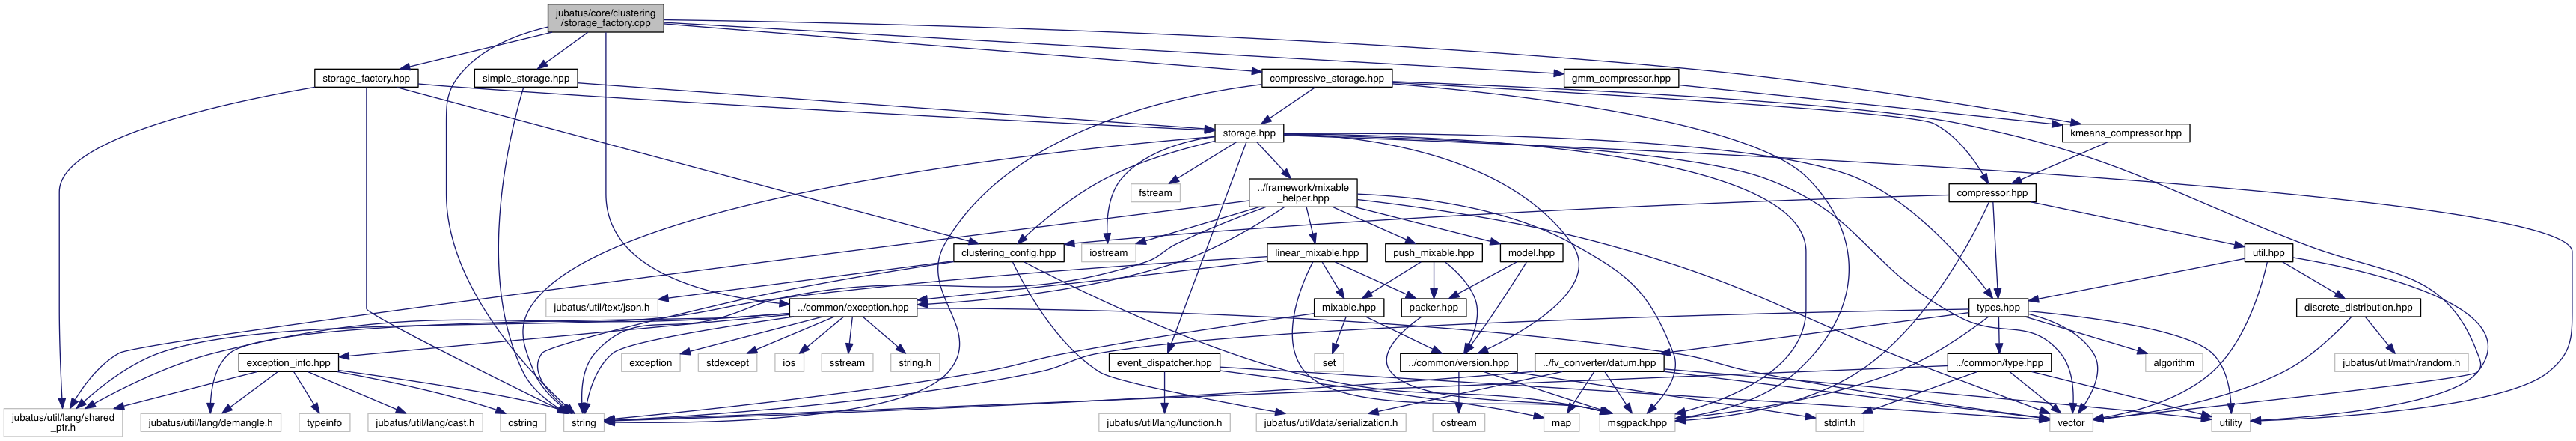 jubatus/core/clustering
/storage_factory.cpp
storage_factory.hpp
simple_storage.hpp
compressive_storage.hpp
gmm_compressor.hpp
storage.hpp
kmeans_compressor.hpp
fstream
../framework/mixable
_helper.hpp
compressor.hpp
clustering_config.hpp
iostream
linear_mixable.hpp
push_mixable.hpp
model.hpp
util.hpp
jubatus/util/text/json.h
../common/exception.hpp
mixable.hpp
packer.hpp
types.hpp
discrete_distribution.hpp
exception_info.hpp
exception
stdexcept
ios
sstream
string.h
event_dispatcher.hpp
set
../common/version.hpp
../fv_converter/datum.hpp
../common/type.hpp
algorithm
jubatus/util/math/random.h
jubatus/util/lang/shared
_ptr.h
jubatus/util/lang/demangle.h
typeinfo
jubatus/util/lang/cast.h
cstring
string
jubatus/util/lang/function.h
jubatus/util/data/serialization.h
ostream
map
msgpack.hpp
stdint.h
vector
utility